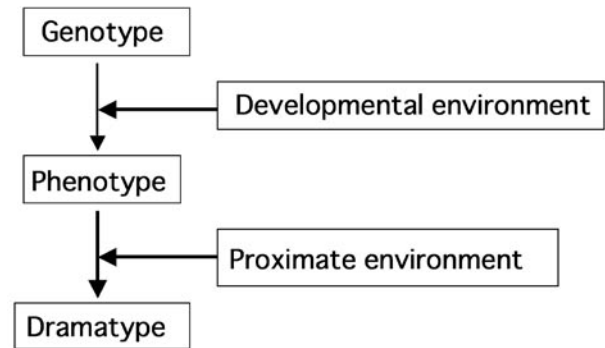 Genotype
Developmental environment
Phenotype
Proximate environment
Dramatype